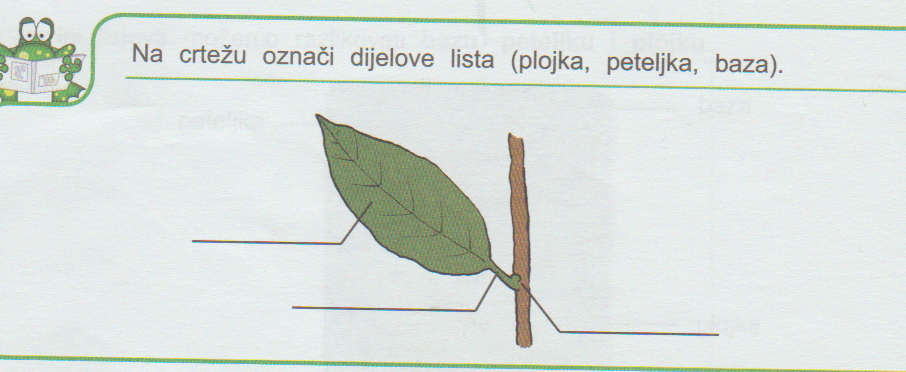 Na crtežu označi dijelove lista (plojka, peteljka, baza).